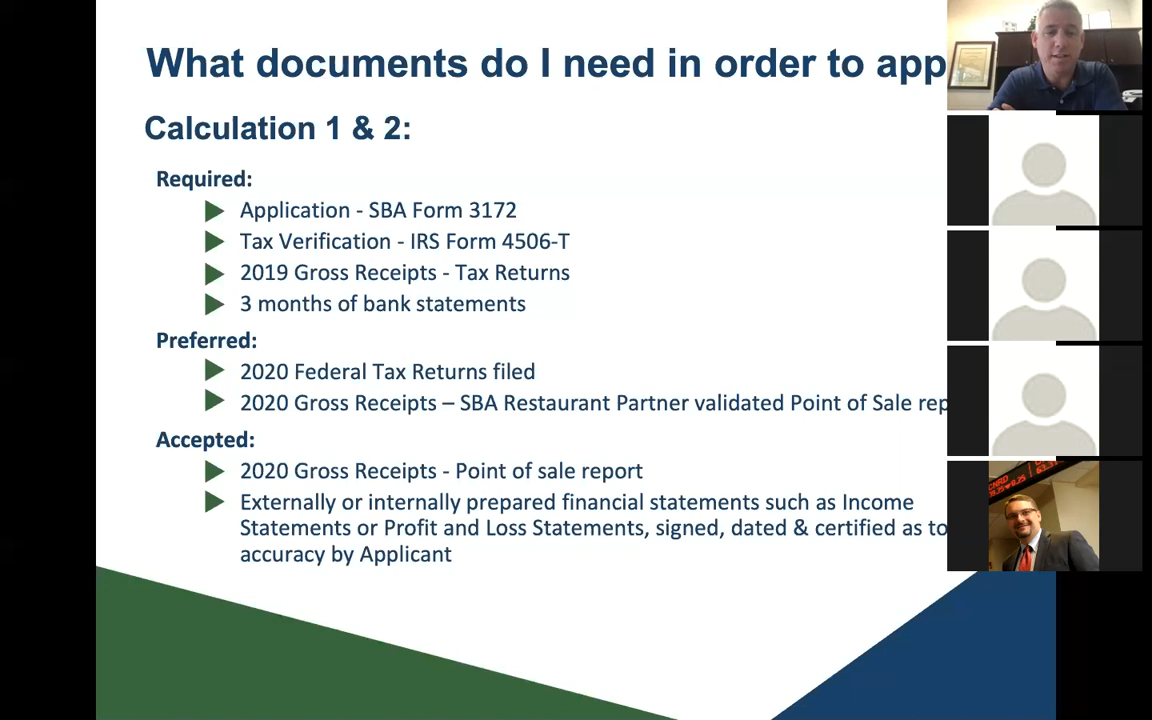 What documents do I need in order to app
Calculation 1 & 2:
Required:
Application - SBA Form 3172
Tax Verification - IRS Form 4506-T
2019 Gross Receipts - Tax Returns
3 months of bank statements
Preferred:
2020 Federal Tax Returns filed
2020 Gross Receipts – SBA Restaurant Partner validated Point of Sale rep
Accepted:
2020 Gross Receipts - Point of sale report
Externally or internally prepared financial statements such as Income
Statements or Profit and Loss Statements, signed, dated & certified as to
accuracy by Applicant